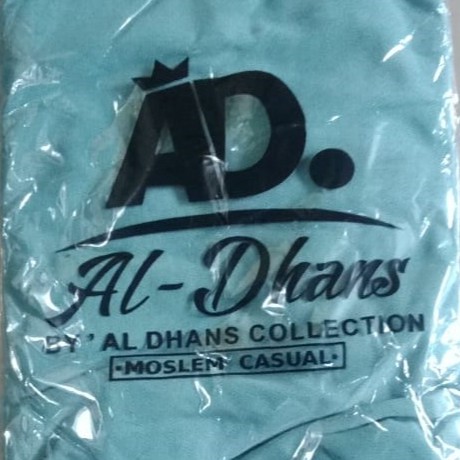 AD.
Al-Dhans
BY ' AL DHANS COLLECTION
•MOSLEM CASUAL•